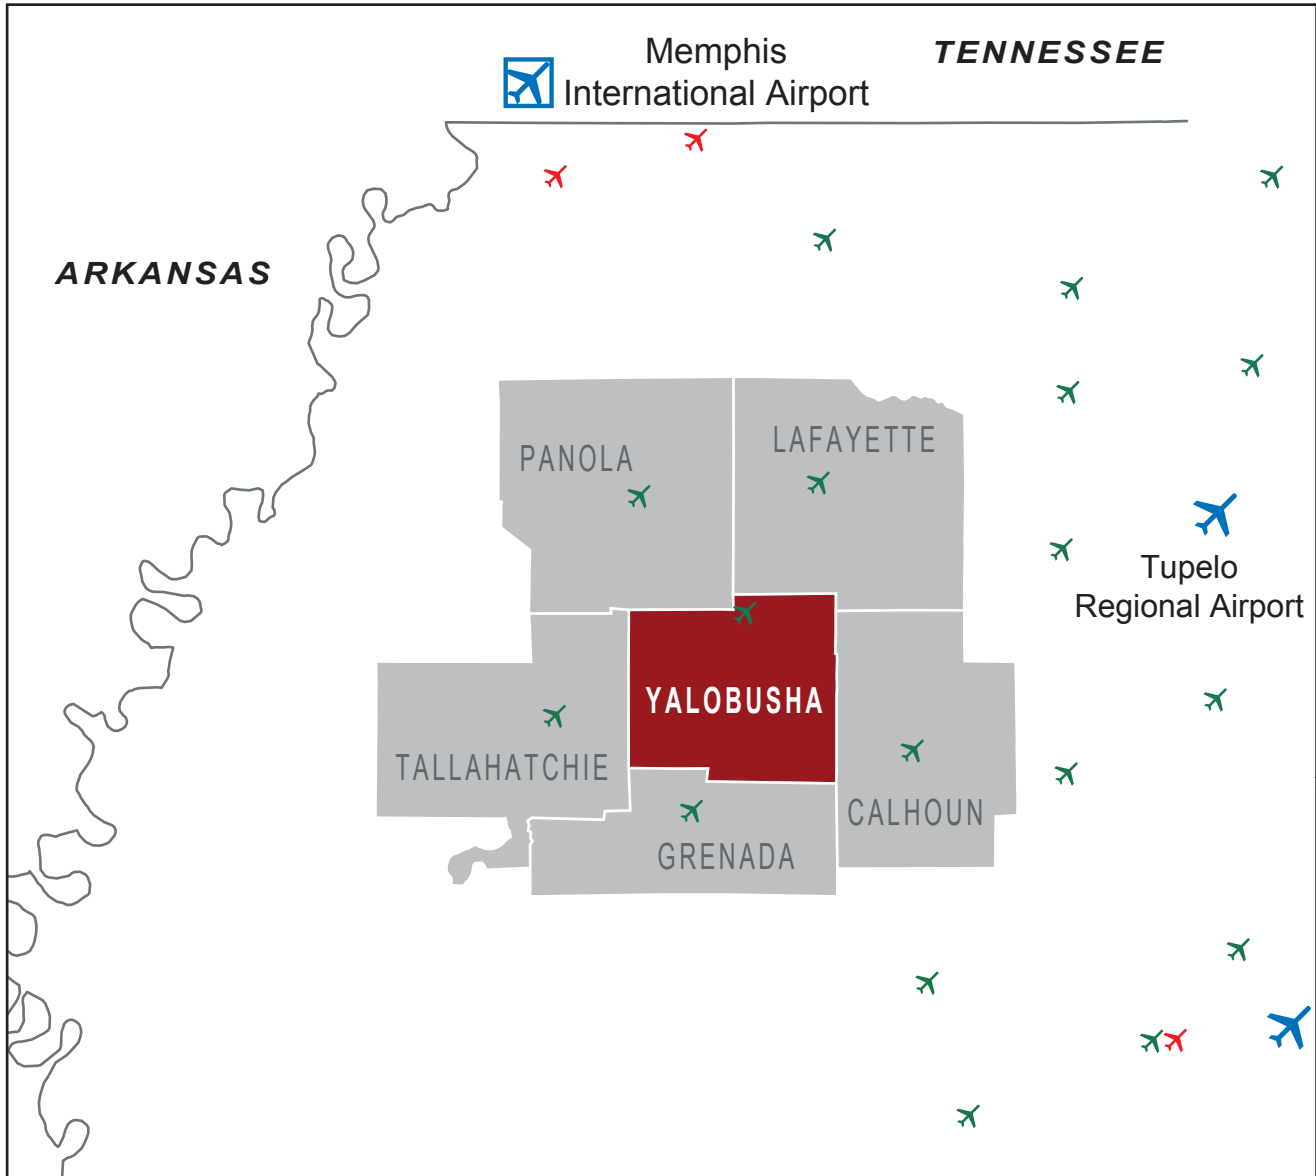 Memphis
International Airport
TENNESSEE
ARKANSAS
PANOLA
LAFAYETTE
Tupelo
Regional Airport
YALOBUSHA
TALLAHATCHIE
CALHOUN
GRENADA